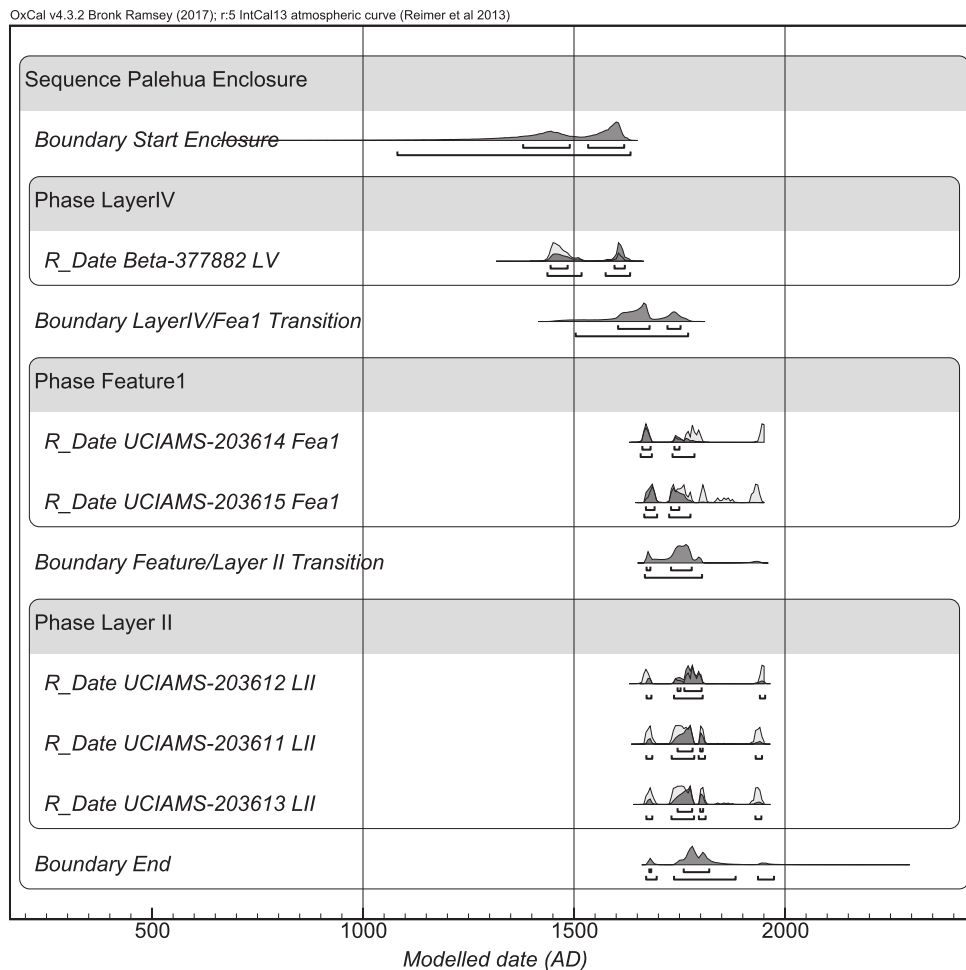 OxCal v4.3.2 Bronk Ramsey (2017); r:5 IntCal13 atmospheric curve (Reimer et al 2013)
Sequence Palehua Enclosure
Boundary Start Enclosure
Phase LayerIV
R_Date Beta-377882 LV
Boundary LayerIV/Fea1 Transition
Phase Feature1
R_Date UCIAMS-203614 Fea1
R_Date UCIAMS-203615 Fea1
Boundary Feature/Layer II Transition
Phase Layer II
R_Date UCIAMS-203612 LII
R_Date UCIAMS-203611 LII
R_Date UCIAMS-203613 LII
Boundary End
500 1000 1500 2000
Modelled date (AD)